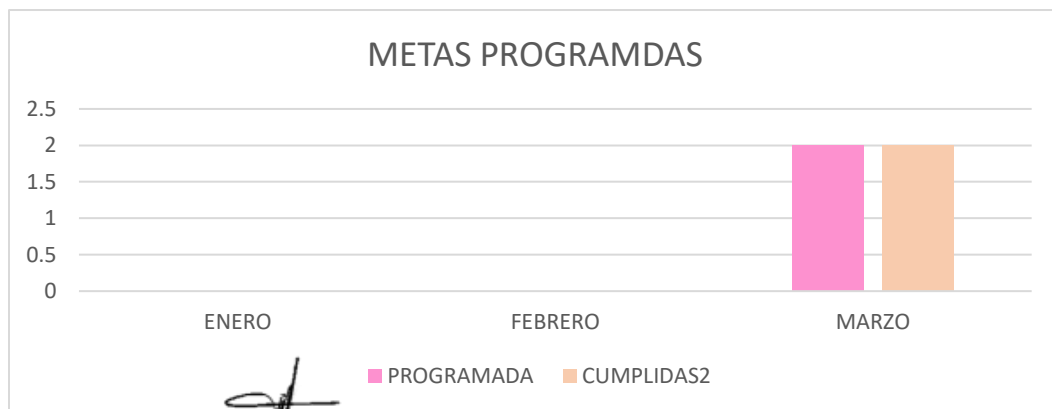 METAS PROGRAMDAS
2.5
2
1.5
1
0.5
0
ENERO FEBRERO MARZO
PROGRAMADA CUMPLIDAS2